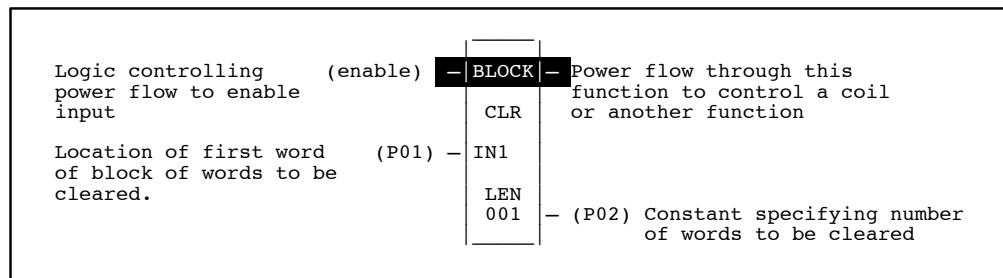 Logic controlling (enable) BLOCK Power flow through this
power flow to enable function to control a coil
input CLR or another function
Location of first word (P01) IN1
of block of words to be
cleared. LEN
001 (P02) Constant specifying number
of words to be cleared